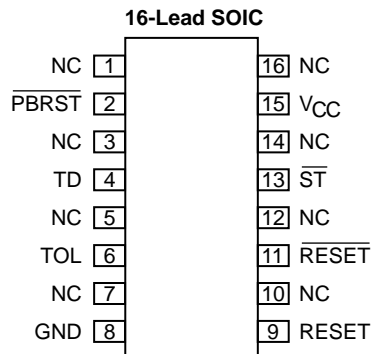 16-Lead SOIC
NC 1 16 NC
PBRST 2 15 VCC
NC 3 14 NC
TD 4 13 ST
NC 5 12 NC
TOL 6 11 RESET
NC 7 10 NC
GND 8 9 RESET